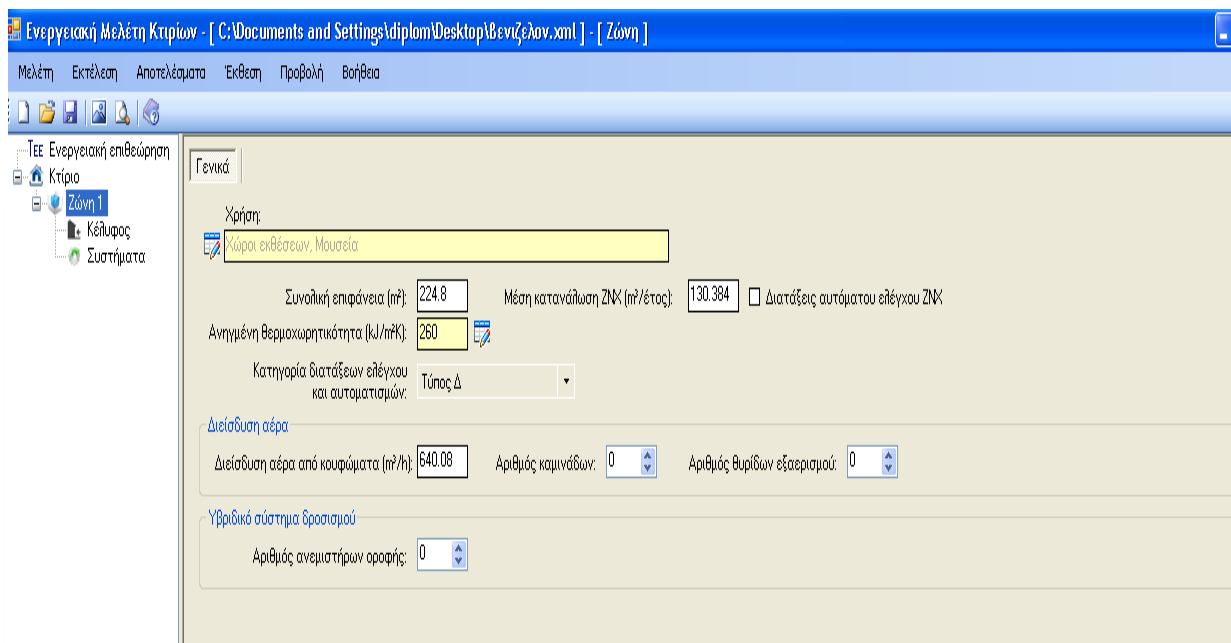 Ενεργειακή Μελέτη Κτιρίων - [ C:\Documents and Settings\diplom\Desktop\βενιζελον.xml ] - [ Ζώνη ]
Μελέτη Εκτέλεση Αποτελέσματα Έκθεση Προβολή Βοήθεια
ΤΕΕ Ενεργειακή επιθεώρηση
Κτίριο
Ζώνη 1
Κέλυφος
Συστήματα
Γενικά
Χρήση:
Χώροι εκθέσεων, Μουσεία
Συνολική επιφάνεια (m²): 224.8 Μέση κατανάλωση ΖΝΧ (m³/έτος): 130.384 Διατάξεις αυτόματου ελέγχου ΖΝΧ
Ανηγμένη θερμοχωρητικότητα (kJ/m²K): 260
Κατηγορία διατάξεων ελέγχου
και αυτοματισμών: Τύπος Δ
Διείσδυση αέρα
Διείσδυση αέρα από κουφώματα (m³/h): 640.08 Αριθμός καμινάδων: 0 Αριθμός θυρίδων εξαερισμού: 0
Υβριδικό σύστημα δροσισμού
Αριθμός ανεμιστήρων οροφής: 0